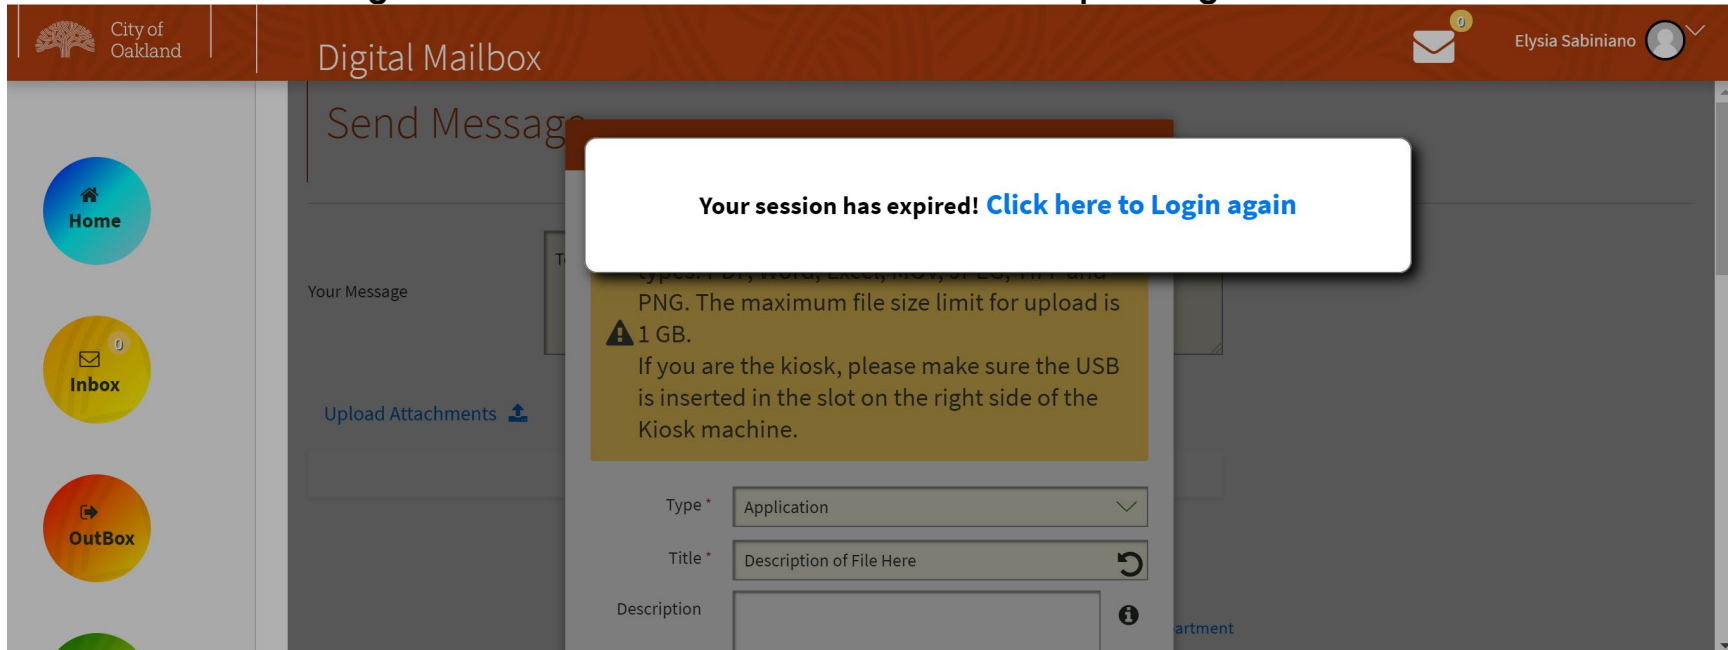 City of
Oakland
Digital Mailbox
0
Elysia Sabiniano
Send Message
Your session has expired! Click here to Login again
Home
Your Message
PNG. The maximum file size limit for upload is
1 GB.
If you are the kiosk, please make sure the USB
is inserted in the slot on the right side of the
Kiosk machine.
0
Inbox
Upload Attachments
Type * Application
OutBox
Title * Description of File Here
Description